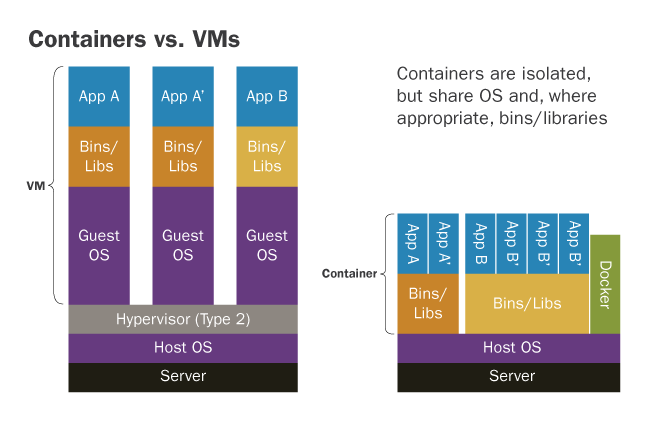 Containers vs. VMs
App A
App A’
App B
Bins/
Libs
Bins/
Libs
Bins/
Libs
VM
Guest
OS
Guest
OS
Guest
OS
Hypervisor (Type 2)
Host OS
Server
Containers are isolated,
but share OS and, where
appropriate, bins/libraries
App A
App A’
App B
App B’
App B’
App B’
Container
Bins/
Libs
Bins/Libs
Docker
Host OS
Server